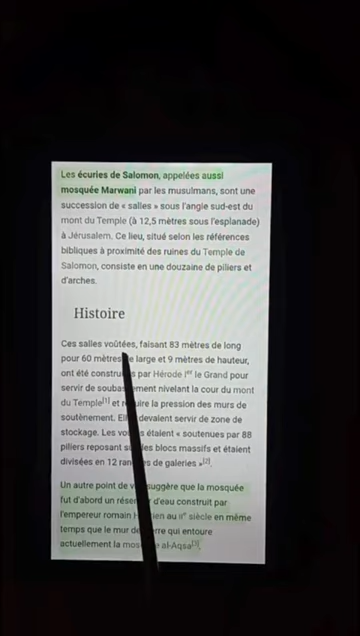 Les écuries de Salomon, appelées aussi
mosquée Marwani par les musulmans, sont une
succession de « salles » sous l'angle sud-est du
mont du Temple (à 12,5 mètres sous l'esplanade)
à Jérusalem. Ce lieu, situé selon les références
bibliques à proximité des ruines du Temple de
Salomon, consiste en une douzaine de piliers et
d'arches.
Histoire
Ces salles voûtées, faisant 83 mètres de long
pour 60 mètres de large et 9 mètres de hauteur,
ont été constru s par Hérode Ier le Grand pour
servir de soubas ement nivelant la cour du mont
du Temple[1] et r uire la pression des murs de
soutènement. Ell devaient servir de zone de
stockage. Les vo s étaient « soutenues par 88
piliers reposant s les blocs massifs et étaient
divisées en 12 ran s de galeries »[2].
Un autre point de v suggère que la mosquée
fut d'abord un réser d'eau construit par
l'empereur romain H ien au IIe siècle en même
temps que le mur de erre qui entoure
actuellement la mos e al-Aqsa[3].